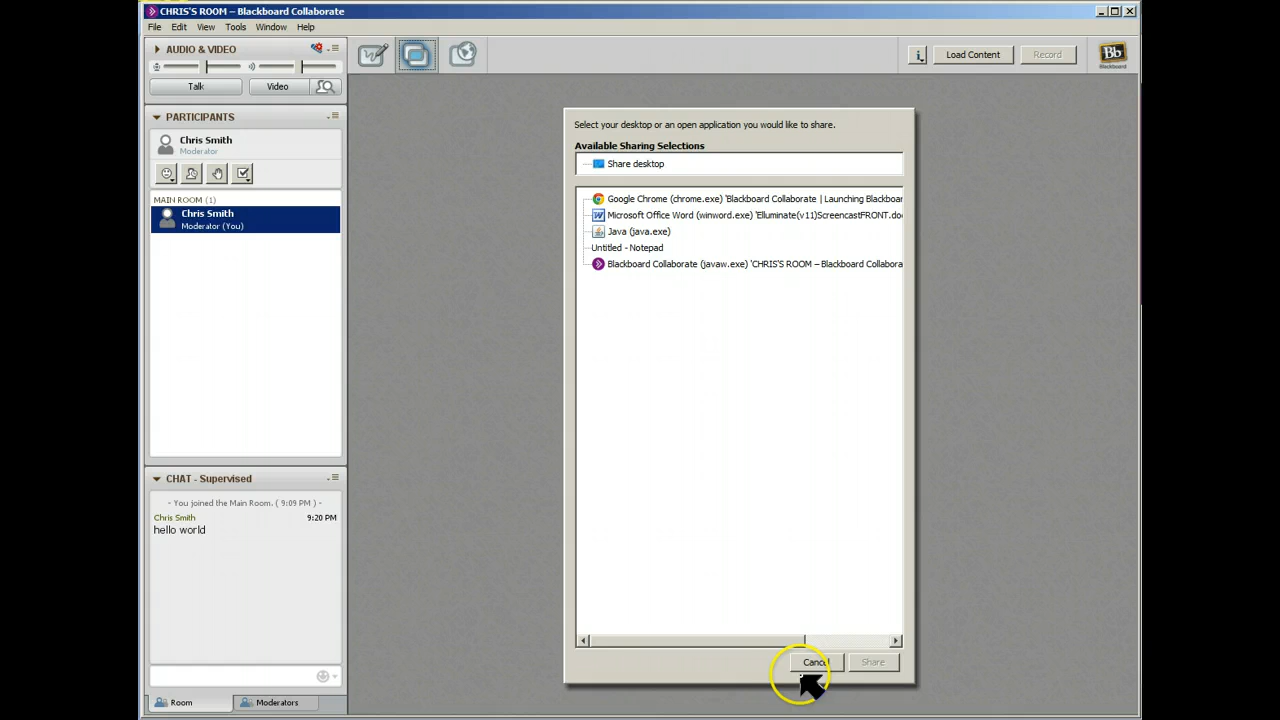 CHRIS'S ROOM – Blackboard Collaborate
File Edit View Tools Window Help
AUDIO & VIDEO
Talk
Video
PARTICIPANTS
Chris Smith
Moderator
MAIN ROOM (1)
Chris Smith
Moderator (You)
CHAT - Supervised
- You joined the Main Room. ( 9:09 PM ) -
Chris Smith 9:20 PM
hello world
Room
Moderators
i
Load Content
Record
Bb
Blackboard
Select your desktop or an open application you would like to share.
Available Sharing Selections
Share desktop
Google Chrome (chrome.exe) 'Blackboard Collaborate | Launching Blackboar
Microsoft Office Word (winword.exe) 'Elluminate(v11)ScreencastFRONT.do
Java (java.exe)
Untitled - Notepad
Blackboard Collaborate (javaw.exe) 'CHRIS'S ROOM – Blackboard Collabora
Cancel
Share